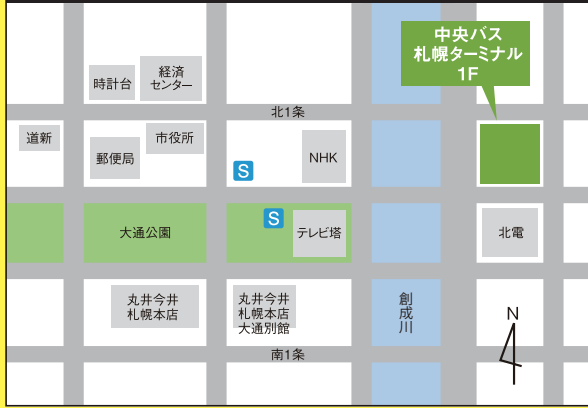 中央バス
札幌ターミナル
1F
時計台
経済
センター
北1条
道新
郵便局
市役所
S
NHK
大通公園
S
テレビ塔
北電
丸井今井
札幌本店
丸井今井
札幌本店
大通別館
創成川
N
南1条